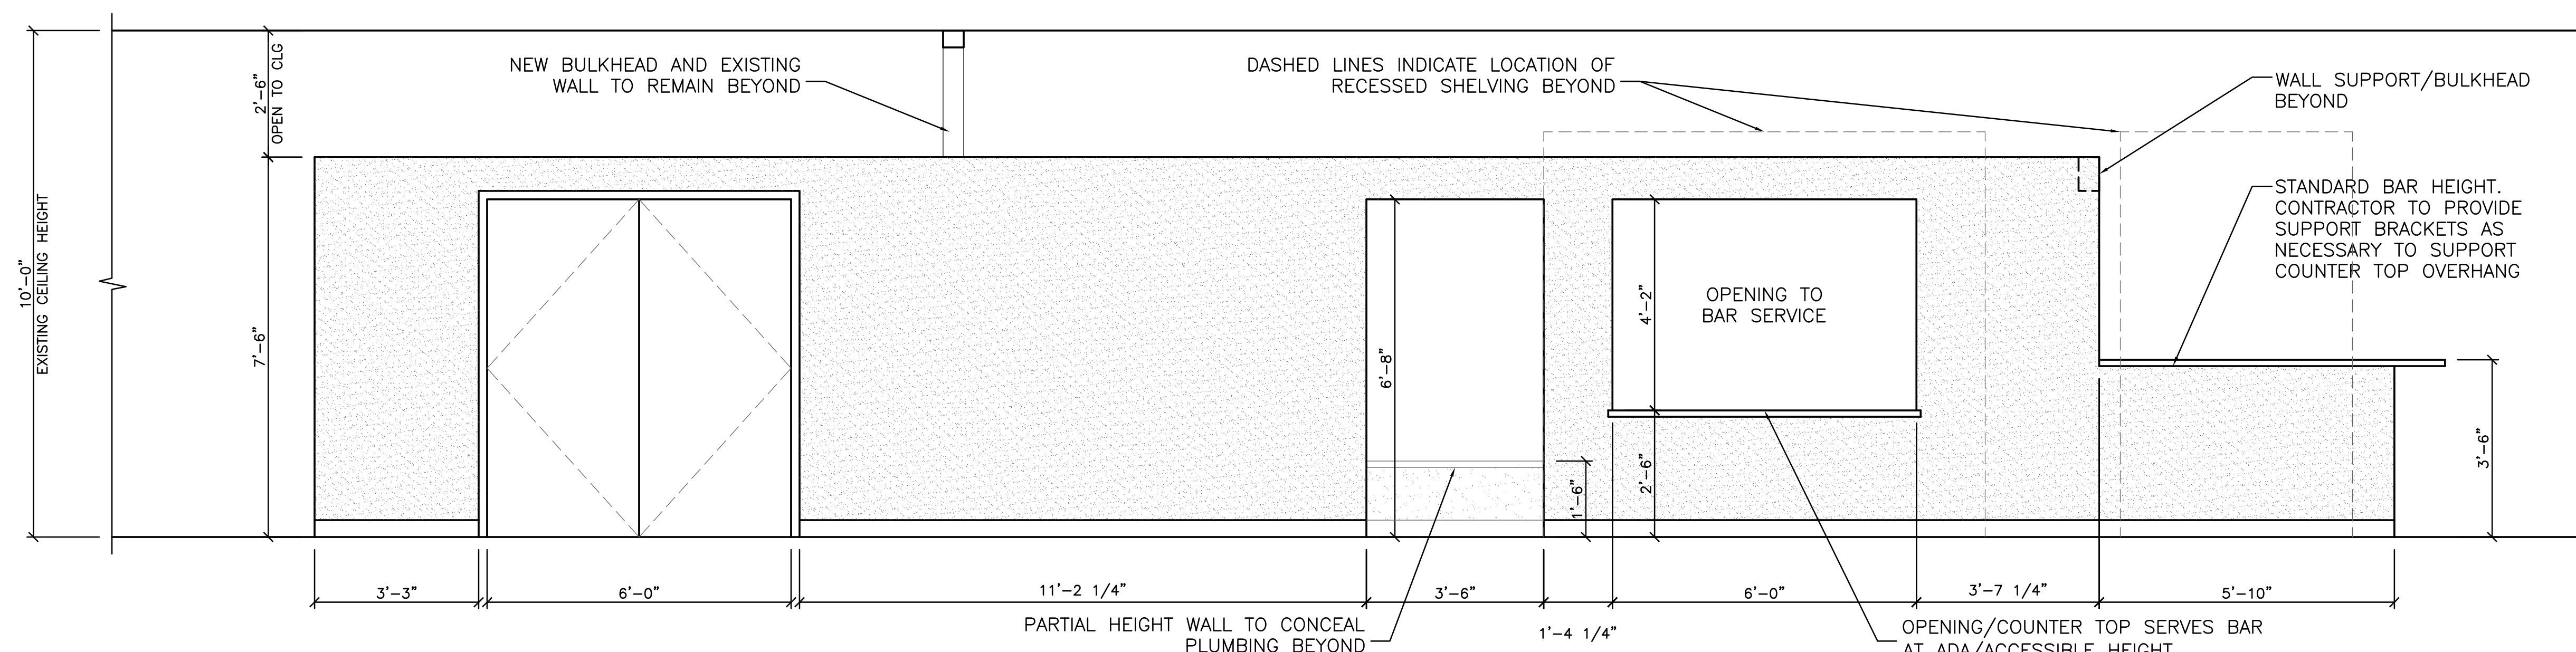 NEW BULKHEAD AND EXISTING
WALL TO REMAIN BEYOND
DASHED LINES INDICATE LOCATION OF
RECESSED SHELVING BEYOND
WALL SUPPORT/BULKHEAD
BEYOND
STANDARD BAR HEIGHT.
CONTRACTOR TO PROVIDE
SUPPORT BRACKETS AS
NECESSARY TO SUPPORT
COUNTER TOP OVERHANG
10'-0"
EXISTING CEILING HEIGHT
2'-6"
OPEN TO CLG
7'-6"
6'-8"
4'-2"
OPENING TO
BAR SERVICE
1'-6"
2'-6"
3'-6"
3'-3"
6'-0"
11'-2 1/4"
3'-6"
1'-4 1/4"
6'-0"
3'-7 1/4"
5'-10"
PARTIAL HEIGHT WALL TO CONCEAL
PLUMBING BEYOND
OPENING/COUNTER TOP SERVES BAR
AT ADA/ACCESSIBLE HEIGHT